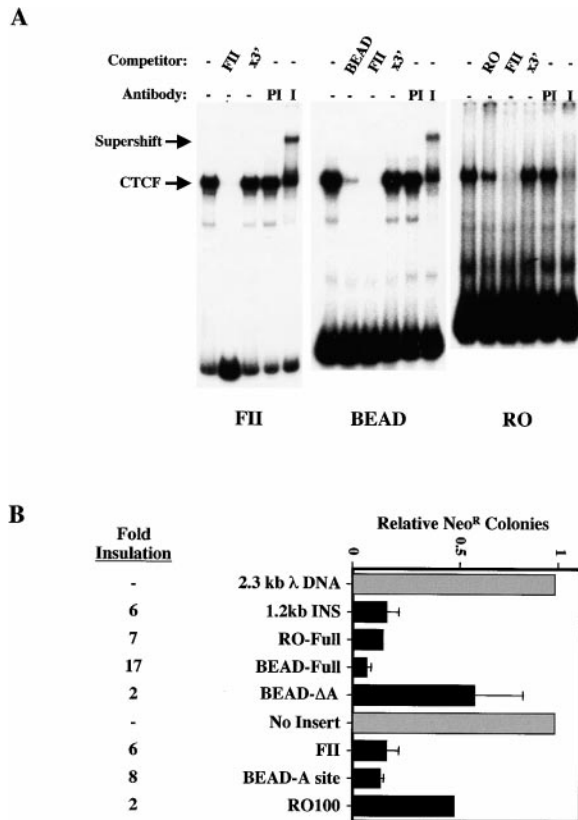 A
Competitor: - FII x3' - - - BEAD FII x3' - - - RO FII x3' - -
Antibody: - - - PI I - - - - PI I - - - - PI I
Supershift
CTCF
FII BEAD RO
B
Relative Neo^R Colonies
Fold Insulation
0 0.5 1
- 2.3 kb λ DNA
6 1.2kb INS
7 RO-Full
17 BEAD-Full
2 BEAD-ΔA
- No Insert
6 FII
8 BEAD-A site
2 RO100